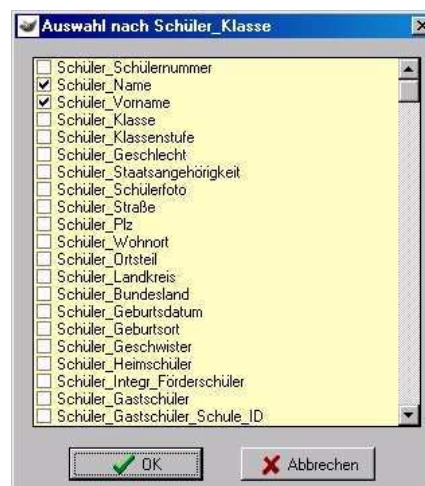 Auswahl nach Schüler_Klasse
Schüler_Schülernummer
Schüler_Name
Schüler_Vorname
Schüler_Klasse
Schüler_Klassenstufe
Schüler_Geschlecht
Schüler_Staatsangehörigkeit
Schüler_Schülerfoto
Schüler_Straße
Schüler_Plz
Schüler_Wohnort
Schüler_Ortsteil
Schüler_Landkreis
Schüler_Bundesland
Schüler_Geburtsdatum
Schüler_Geburtsort
Schüler_Geschwister
Schüler_Heimschüler
Schüler_Integr_Förderschüler
Schüler_Gastschüler
Schüler_Gastschüler_Schule_ID
OK
Abbrechen